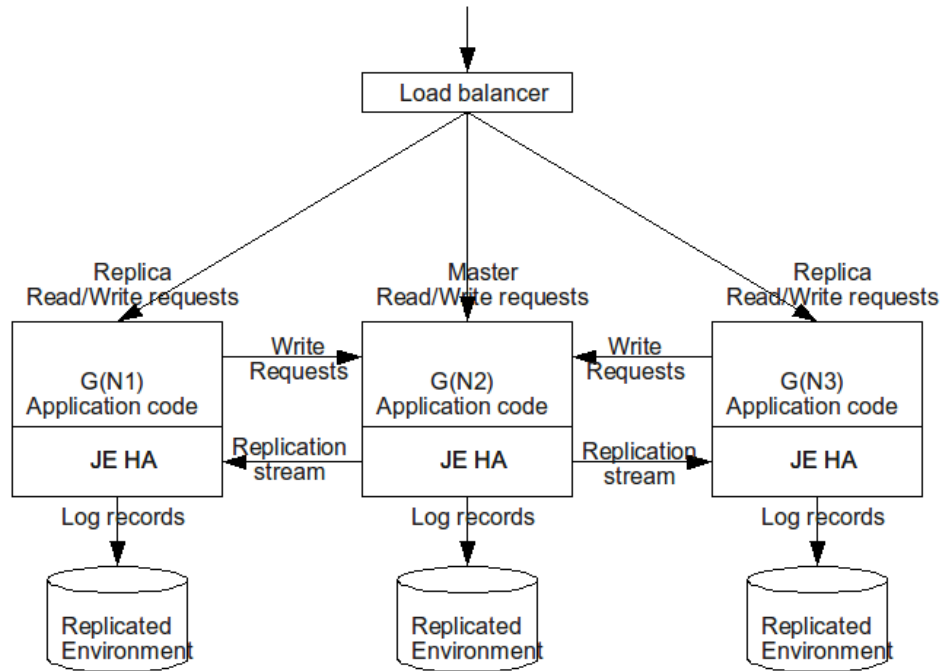 Load balancer
Replica
Read/Write requests
Master
Read/Write requests
Replica
Read/Write requests
Write
Requests
Write
Requests
G(N1)
Application code
G(N2)
Application code
G(N3)
Application code
JE HA
Replication
stream
JE HA
Replication
stream
JE HA
Log records
Log records
Log records
Replicated
Environment
Replicated
Environment
Replicated
Environment